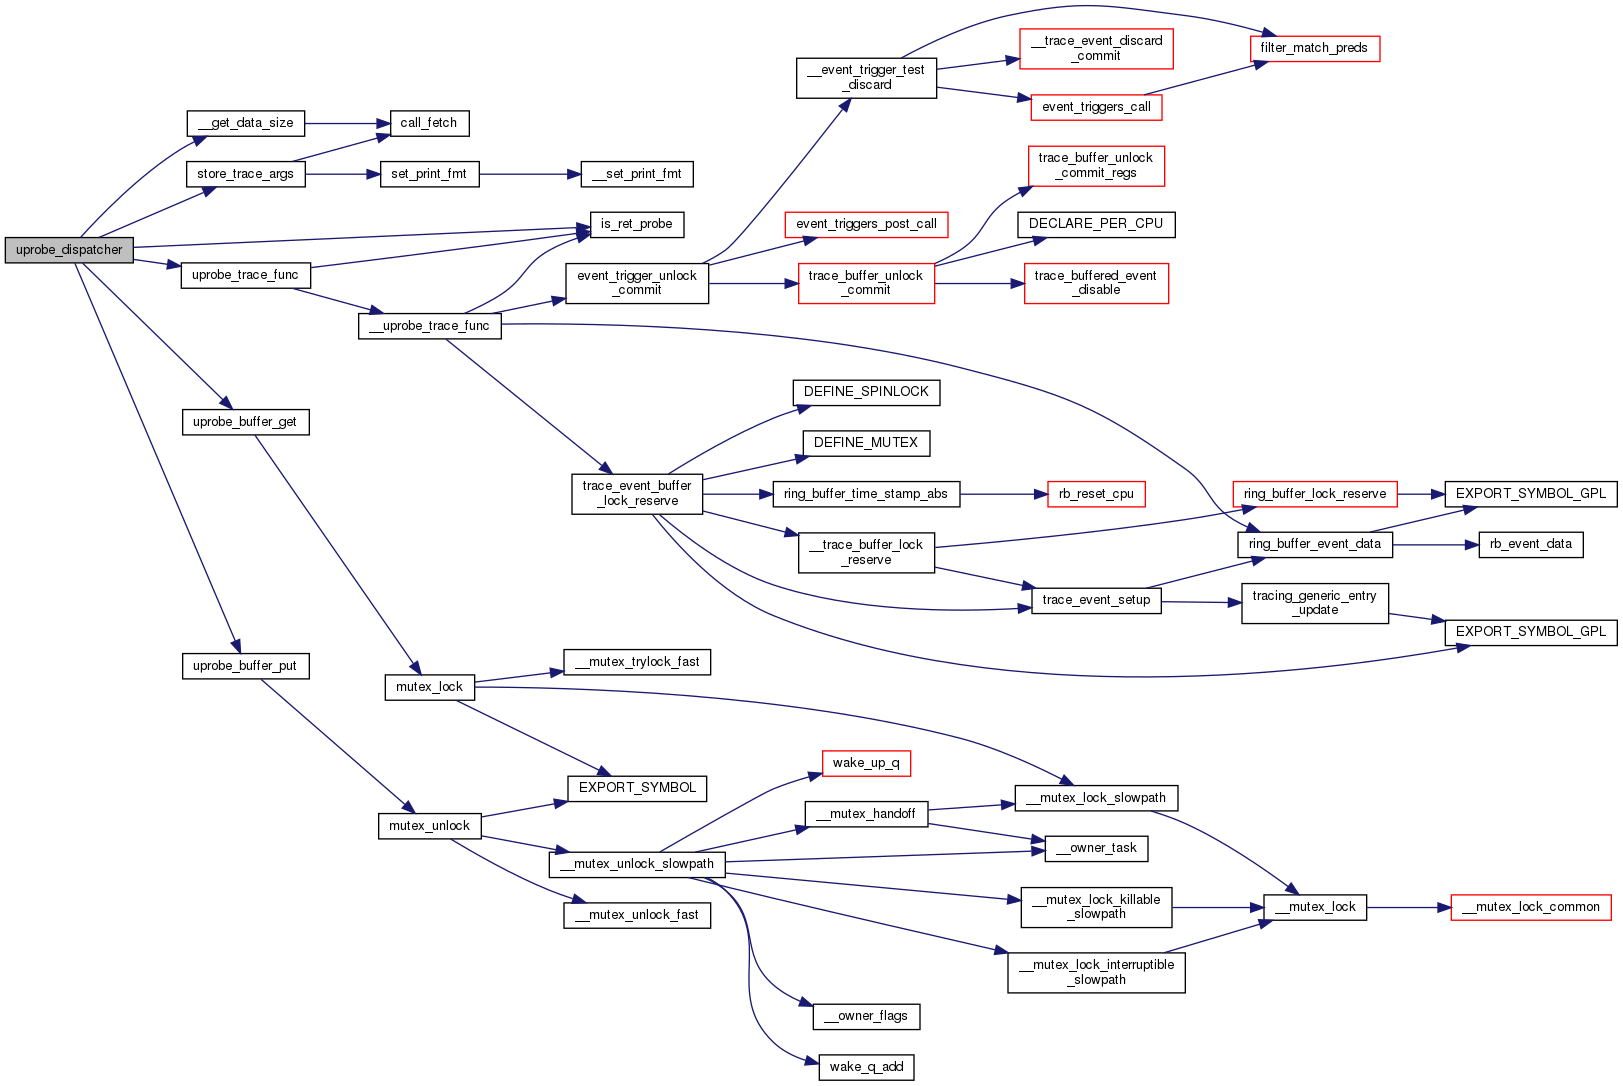 uprobe_dispatcher
__get_data_size
call_fetch
store_trace_args
set_print_fmt
__set_print_fmt
is_ret_probe
uprobe_trace_func
__uprobe_trace_func
event_trigger_unlock
_commit
__event_trigger_test
_discard
__trace_event_discard
_commit
filter_match_preds
event_triggers_call
trace_buffer_unlock
_commit_regs
event_triggers_post_call
DECLARE_PER_CPU
trace_buffer_unlock
_commit
trace_buffered_event
_disable
uprobe_buffer_get
DEFINE_SPINLOCK
DEFINE_MUTEX
trace_event_buffer
_lock_reserve
ring_buffer_time_stamp_abs
rb_reset_cpu
ring_buffer_lock_reserve
EXPORT_SYMBOL_GPL
__trace_buffer_lock
_reserve
ring_buffer_event_data
rb_event_data
trace_event_setup
tracing_generic_entry
_update
EXPORT_SYMBOL_GPL
uprobe_buffer_put
mutex_lock
__mutex_trylock_fast
EXPORT_SYMBOL
wake_up_q
__mutex_lock_slowpath
mutex_unlock
__mutex_handoff
__owner_task
__mutex_unlock_slowpath
__mutex_unlock_fast
__mutex_lock_killable
_slowpath
__mutex_lock
__mutex_lock_common
__mutex_lock_interruptible
_slowpath
__owner_flags
wake_q_add